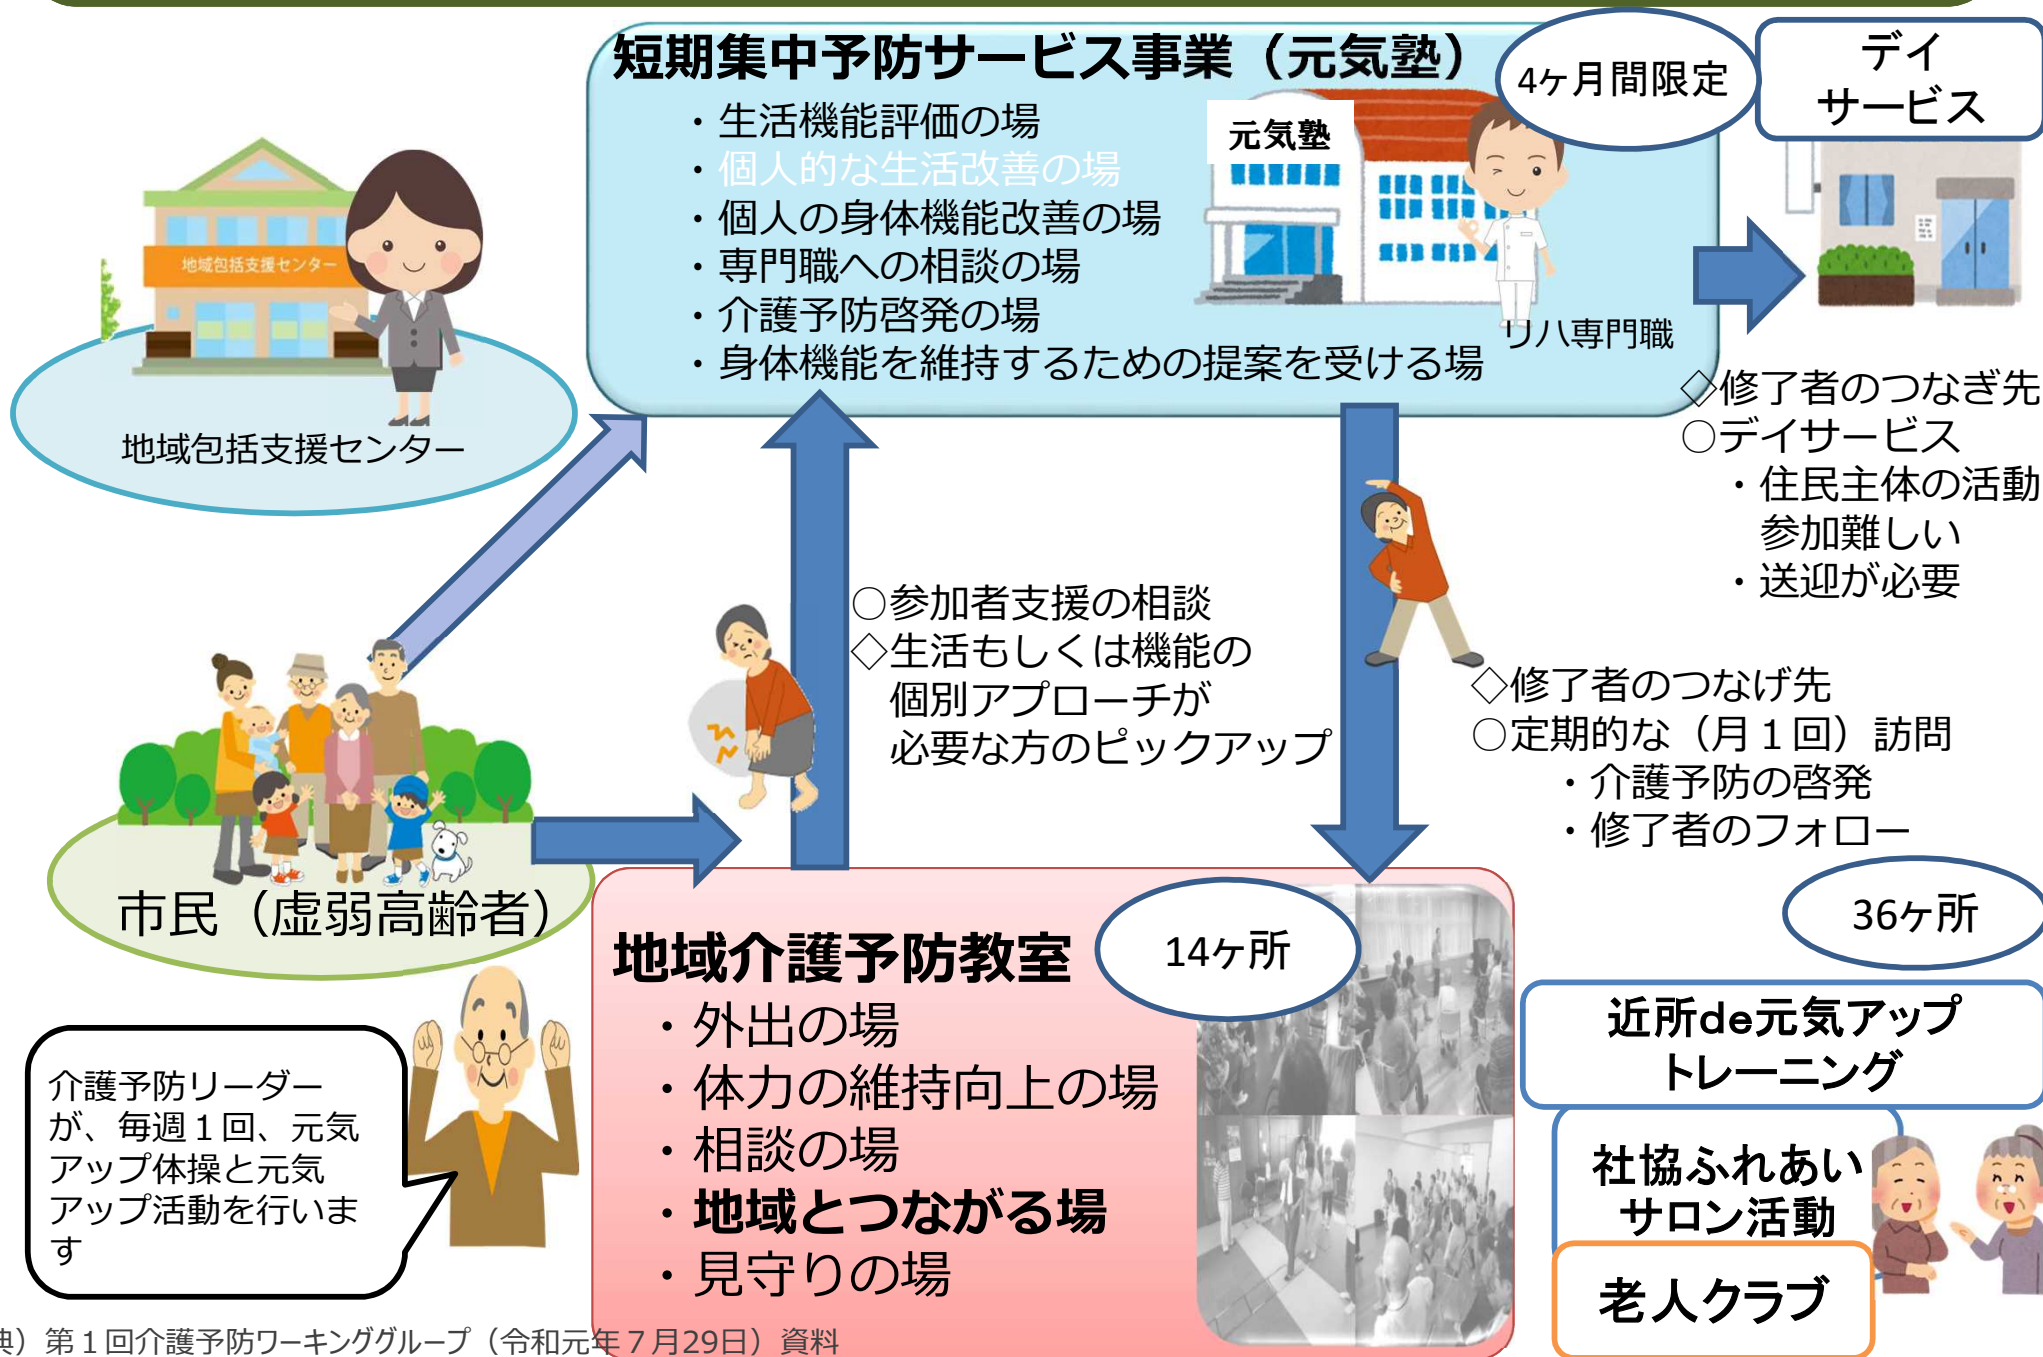 短期集中予防サービス事業（元気塾）
4ヶ月間限定
デイ
サービス
・生活機能評価の場
・個人的な生活改善の場
・個人の身体機能改善の場
・専門職への相談の場
・介護予防啓発の場
・身体機能を維持するための提案を受ける場
元気塾
リハ専門職
地域包括支援センター
地域包括支援センター
◇修了者のつなぎ先
○デイサービス
・住民主体の活動
参加難しい
・送迎が必要
○参加者支援の相談
◇生活もしくは機能の
個別アプローチが
必要な方のピックアップ
◇修了者のつなげ先
○定期的な（月１回）訪問
・介護予防の啓発
・修了者のフォロー
市民（虚弱高齢者）
地域介護予防教室
14ヶ所
・外出の場
・体力の維持向上の場
・相談の場
・地域とつながる場
・見守りの場
36ヶ所
近所de元気アップ
トレーニング
社協ふれあい
サロン活動
老人クラブ
介護予防リーダー
が、毎週１回、元気
アップ体操と元気
アップ活動を行いま
す
典）第１回介護予防ワーキンググループ（令和元年７月29日）資料